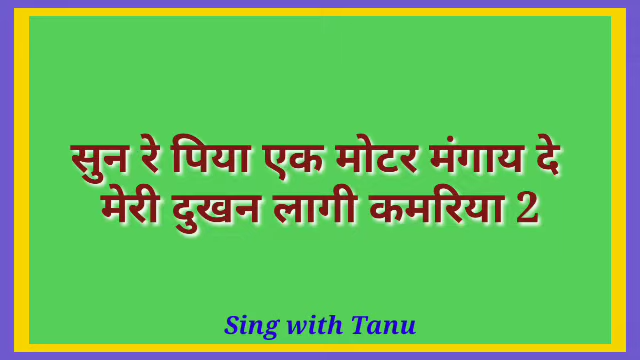 सुन रे पिया एक मोटर मंगाय दे
मेरी दुखन लागी कमरिया 2
Sing with Tanu